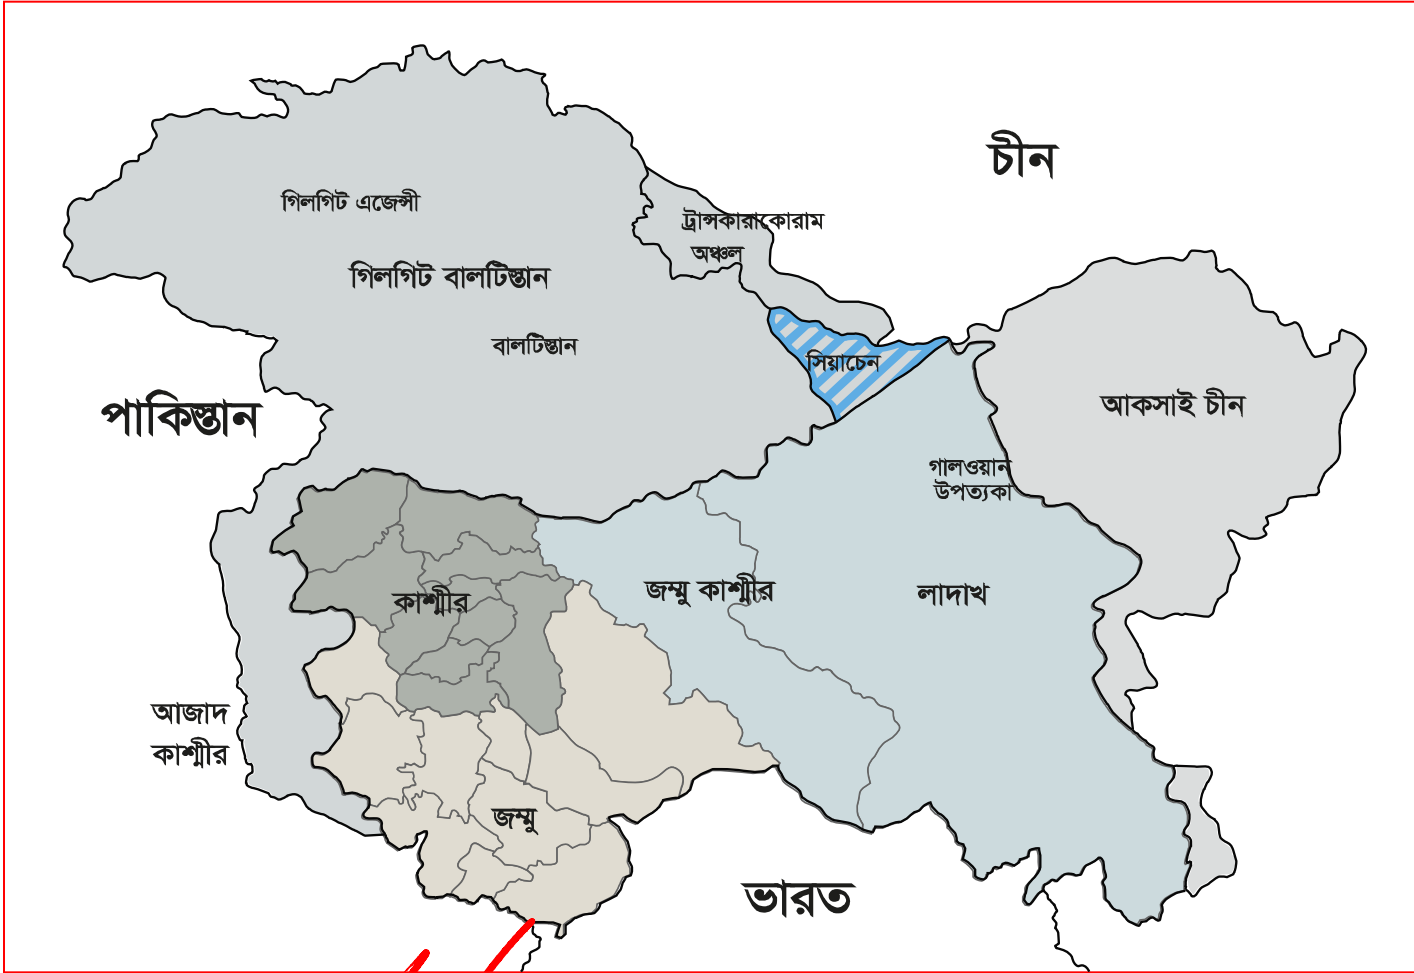 চীন
গিলগিট এজেন্সী
ট্রান্সকারাকোরাম
অঞ্চল
গিলগিট বালটিস্তান
বালটিস্তান
সিয়াচেন
পাকিস্তান
আকসাই চীন
গালওয়ান
উপত্যকা
কাশ্মীর
জম্মু কাশ্মীর
লাদাখ
আজাদ
কাশ্মীর
জম্মু
ভারত